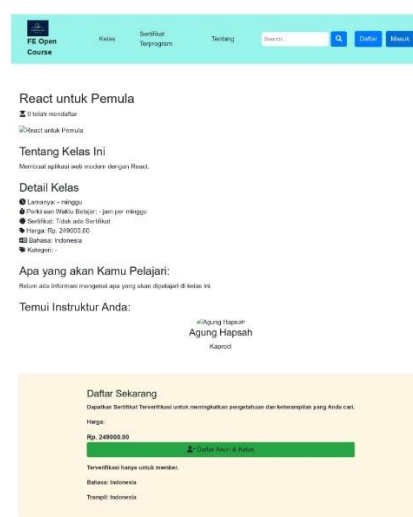 FE Open
Course
Kelas
Sertifikat
Terprogram
Tentang
Search...
Daftar
Masuk
React untuk Pemula
0 telah mendaftar
React untuk Pemula
Tentang Kelas Ini
Membuat aplikasi web modern dengan React.
Detail Kelas
Lamanya: - minggu
Perkiraan Waktu Belajar: - jam per minggu
Sertifikat: Tidak ada Sertifikat
Harga: Rp. 249000.00
Bahasa: Indonesia
Kategori: -
Apa yang akan Kamu Pelajari:
Belum ada informasi mengenai apa yang akan dipelajari di kelas ini.
Temui Instruktur Anda:
Agung Hapsah
Agung Hapsah
Kaprodi
Daftar Sekarang
Dapatkan Sertifikat Terverifikasi untuk meningkatkan pengetahuan dan keterampilan yang Anda cari.
Harga:
Rp. 249000.00
Daftar Akun & Kelas
Terverifikasi hanya untuk member.
Bahasa: Indonesia
Trampil: Indonesia